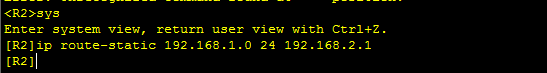 <R2>sys
Enter system view, return user view with Ctrl+Z.
[R2]ip route-static 192.168.1.0 24 192.168.2.1
[R2]